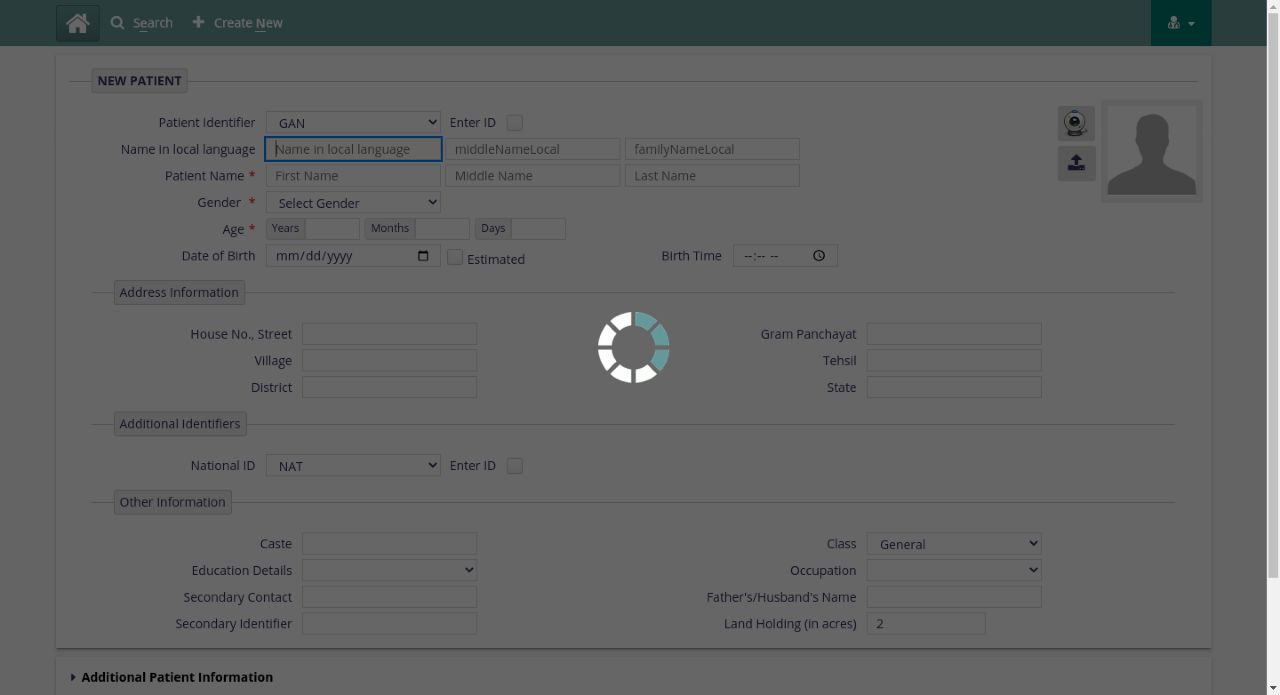 Search Create New
NEW PATIENT
Patient Identifier GAN Enter ID
Name in local language Name in local language middleNameLocal familyNameLocal
Patient Name * First Name Middle Name Last Name
Gender * Select Gender
Age * Years Months Days
Date of Birth mm/dd/yyyy Estimated Birth Time --:-- --
Address Information
House No., Street Gram Panchayat
Village Tehsil
District State
Additional Identifiers
National ID NAT Enter ID
Other Information
Caste Class General
Education Details Occupation
Secondary Contact Father's/Husband's Name
Secondary Identifier Land Holding (in acres) 2
Additional Patient Information